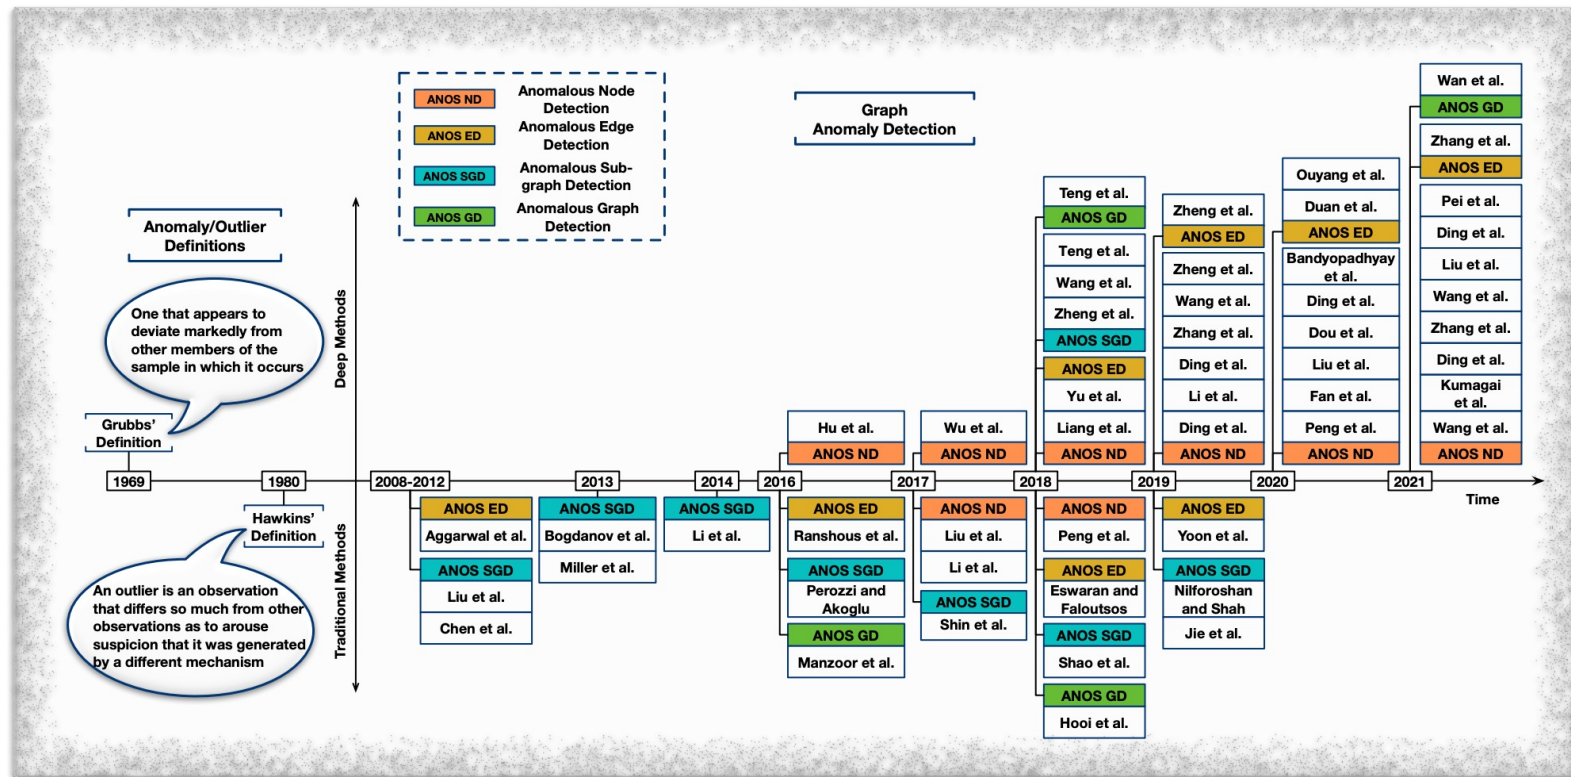 ANOS ND
Anomalous Node
Detection
ANOS ED
Anomalous Edge
Detection
ANOS SGD
Anomalous Sub-
graph Detection
ANOS GD
Anomalous Graph
Detection
Graph
Anomaly Detection
Anomaly/Outlier
Definitions
One that appears to
deviate markedly from
other members of the
sample in which it occurs
Grubbs'
Definition
Hawkins'
Definition
An outlier is an observation
that differs so much from other
observations as to arouse
suspicion that it was generated
by a different mechanism
Deep Methods
Traditional Methods
1969
1980
2008-2012
2013
2014
2016
2017
2018
2019
2020
2021
Time
Hu et al.
ANOS ND
Wu et al.
ANOS ND
Teng et al.
ANOS GD
Teng et al.
Wang et al.
Zheng et al.
ANOS SGD
ANOS ED
Yu et al.
Liang et al.
ANOS ND
Zheng et al.
ANOS ED
Zheng et al.
Wang et al.
Zhang et al.
Ding et al.
Li et al.
Ding et al.
ANOS ND
Ouyang et al.
Duan et al.
ANOS ED
Bandyopadhyay
et al.
Ding et al.
Dou et al.
Liu et al.
Fan et al.
Peng et al.
ANOS ND
Wan et al.
ANOS GD
Zhang et al.
ANOS ED
Pei et al.
Ding et al.
Liu et al.
Wang et al.
Zhang et al.
Ding et al.
Kumagai
et al.
Wang et al.
ANOS ND
ANOS ED
Aggarwal et al.
ANOS SGD
Liu et al.
Chen et al.
ANOS SGD
Bogdanov et al.
Miller et al.
ANOS SGD
Li et al.
ANOS ED
Ranshous et al.
ANOS SGD
Perozzi and
Akoglu
ANOS GD
Manzoor et al.
ANOS ND
Liu et al.
Li et al.
ANOS SGD
Shin et al.
ANOS ND
Peng et al.
ANOS ED
Eswaran and
Faloutsos
ANOS SGD
Shao et al.
ANOS GD
Hooi et al.
ANOS ED
Yoon et al.
ANOS SGD
Nilforoshan
and Shah
Jie et al.